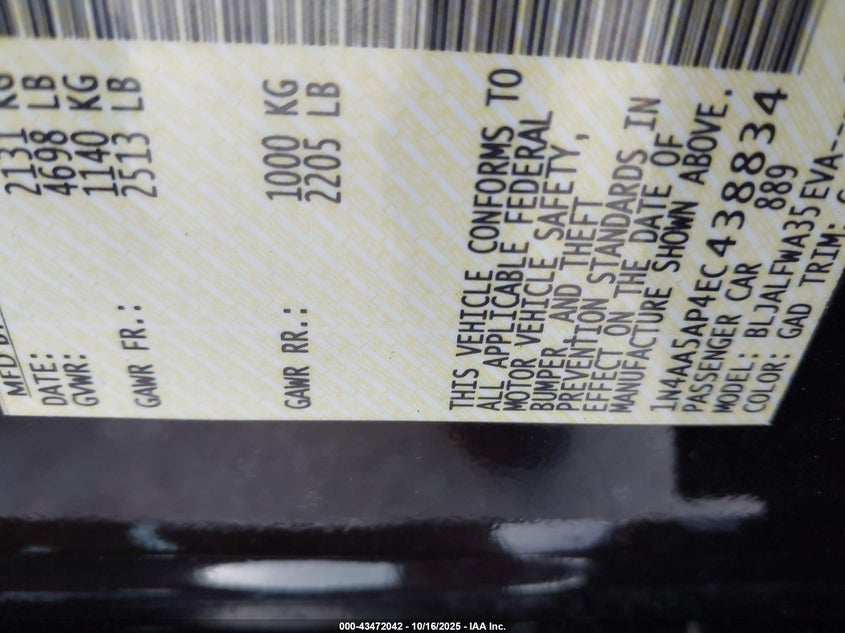 DATE:
GVWR: 2131 KG
4698 LB
GAWR FR.: 1140 KG
2513 LB
GAWR RR.: 1000 KG
2205 LB
THIS VEHICLE CONFORMS TO
ALL APPLICABLE FEDERAL
MOTOR VEHICLE SAFETY,
BUMPER, AND THEFT
PREVENTION STANDARDS IN
EFFECT ON THE DATE OF
MANUFACTURE SHOWN ABOVE.
1N4AA5AP4EC438834
PASSENGER CAR 889
MODEL: BLJALFWA35EVA--
COLOR: GAD TRIM:
000-43472042 - 10/16/2025 - IAA Inc.